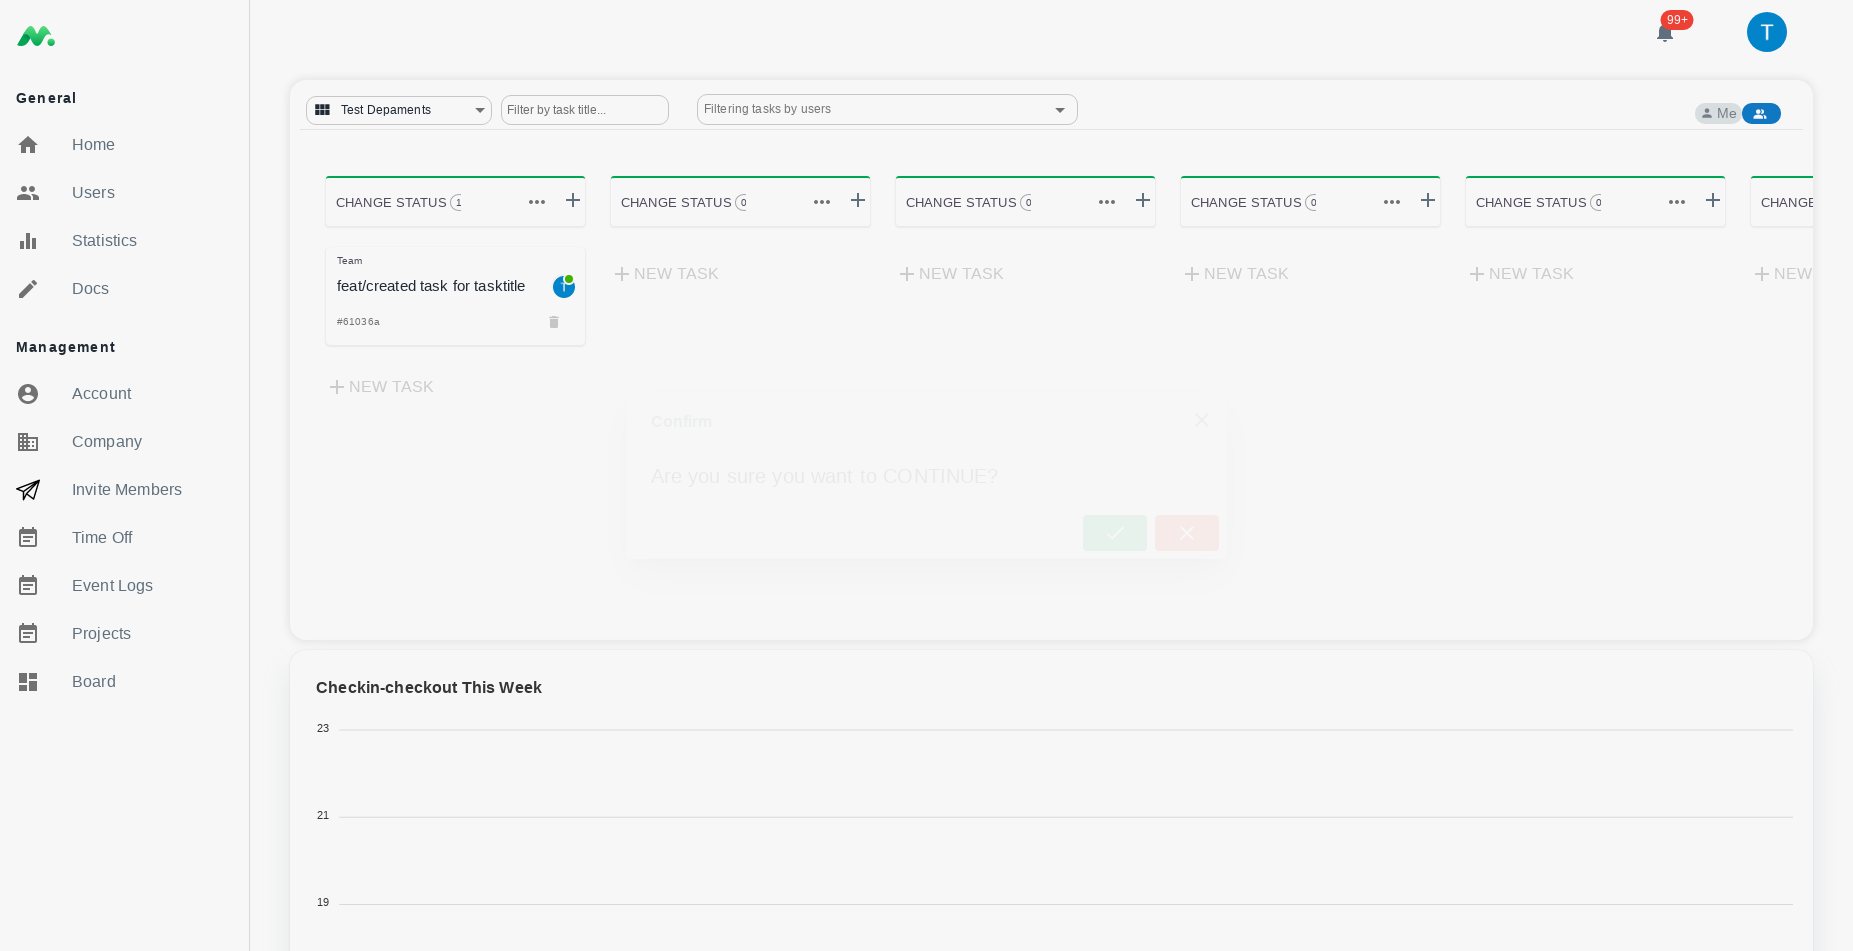 99+
T
General
Home
Users
Statistics
Docs
Management
Account
Company
Invite Members
Time Off
Event Logs
Projects
Board
Test Depaments
Filter by task title...
Filtering tasks by users
Me
CHANGE STATUS 1
CHANGE STATUS 0
CHANGE STATUS 0
CHANGE STATUS 0
CHANGE STATUS 0
CHANGE
Team
feat/created task for tasktitle
T
#61036a
NEW TASK
NEW TASK
NEW TASK
NEW TASK
NEW TASK
NEW
NEW TASK
Confirm
Are you sure you want to CONTINUE?
Checkin-checkout This Week
23
21
19